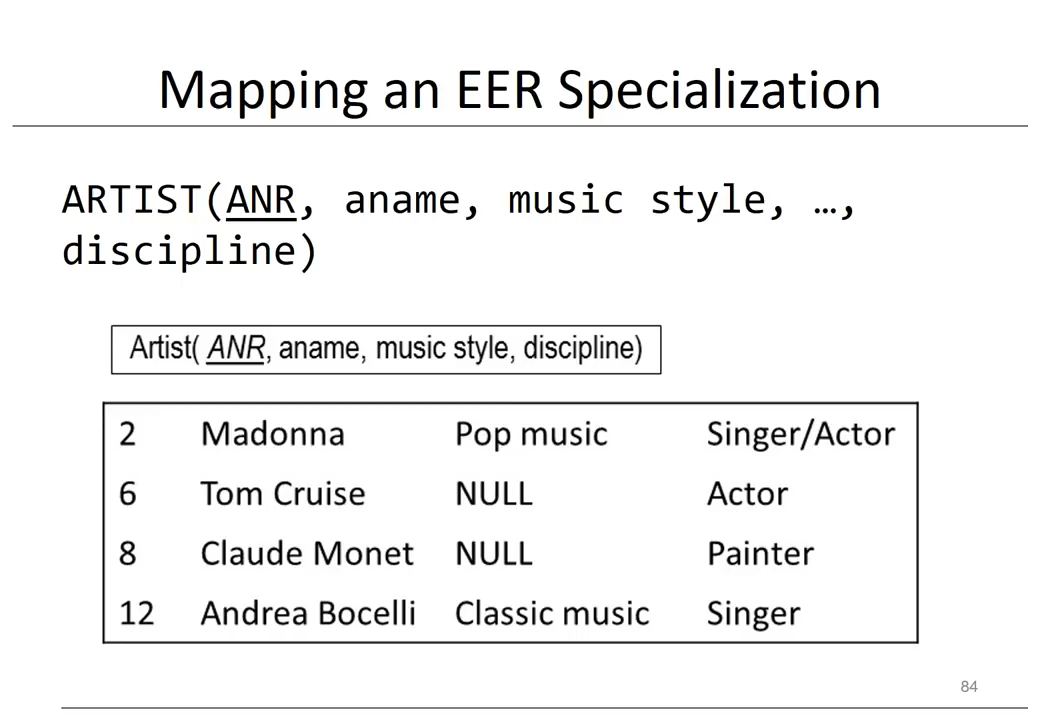 Mapping an EER Specialization
ARTIST(ANR, aname, music style, …,
discipline)
Artist( ANR, aname, music style, discipline)
2 Madonna Pop music Singer/Actor
6 Tom Cruise NULL Actor
8 Claude Monet NULL Painter
12 Andrea Bocelli Classic music Singer
84